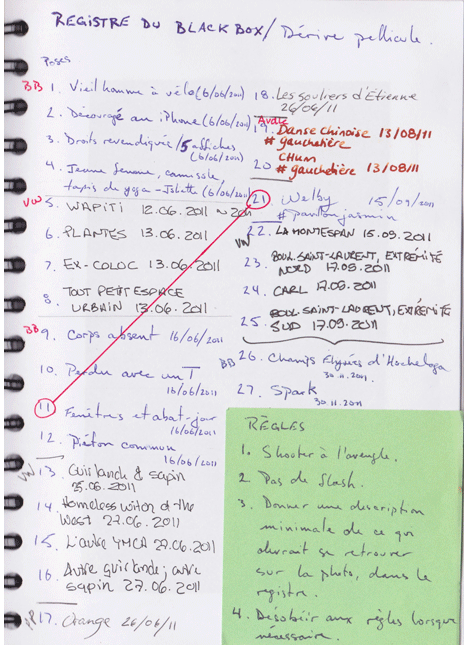 REGISTRE DU BLACK BOX / Dérive pellicule.
Poses
BB 1. Vieil homme à vélo (6/06/2011)
2. Découragé au iPhone (6/06/2011)
3. Droits revendiqués / 5 affiches
(6/06/2011)
4. Jeune femme, camisole,
tapis de yoga - (6/06/2011)
VW 5. WAPITI 12.06.2011
6. PLANTES 13.06.2011
7. EX-COLOC 13.06.2011
8. TOUT PETIT ESPACE
URBAIN 13.06.2011
BB 9. Corps absent 16/06/2011
10. Perdu avec un T
16/06/2011
11 Fenêtres et abat-jour
16/06/2011
12. Piéton commun
16/06/2011
VW 13. Guirlande & sapin
25.06.2011
14. Homeless witch of the
West 27.06.2011
15. L'autre YMCA 27.06.2011
16. Autre guirlande; autre
sapin 27.06.2011
17. Orange 26/06/11
18. Les souliers d'Étienne
26/06/11
19. Danse chinoise 13/08/11
# gauchetière
20 CHUM 13/08/11
# gauchetière
21 Welby 15/09/2011
#
VW 22. LA MONTESPAN 15.09.2011
23. BOUL. SAINT-LAURENT, EXTRÉMITÉ
NORD 17.09.2011
24. CARL 17.09.2011
25. BOUL. SAINT-LAURENT, EXTRÉMITÉ
SUD 17.09.2011
BB 26. Champs Élysées d'Hochelaga
30.11.2011.
27. Spark
30.11.2011
RÈGLES
1. Shooter à l'aveugle.
2 Pas de flash.
3. Donner une description
minimale de ce qui
devrait se retrouver
sur la photo, dans le
registre.
4. Désobéir aux règles lorsque
nécessaire.